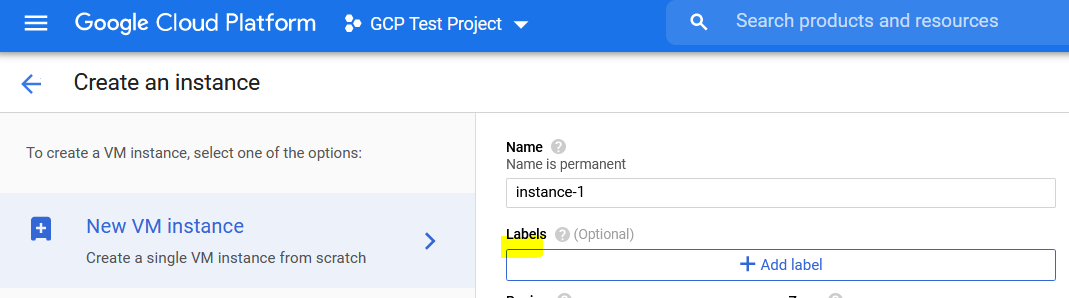 Google Cloud Platform GCP Test Project Search products and resources
Create an instance
To create a VM instance, select one of the options:
New VM instance
Create a single VM instance from scratch
Name ?
Name is permanent
instance-1
Labels ? (Optional)
+ Add label